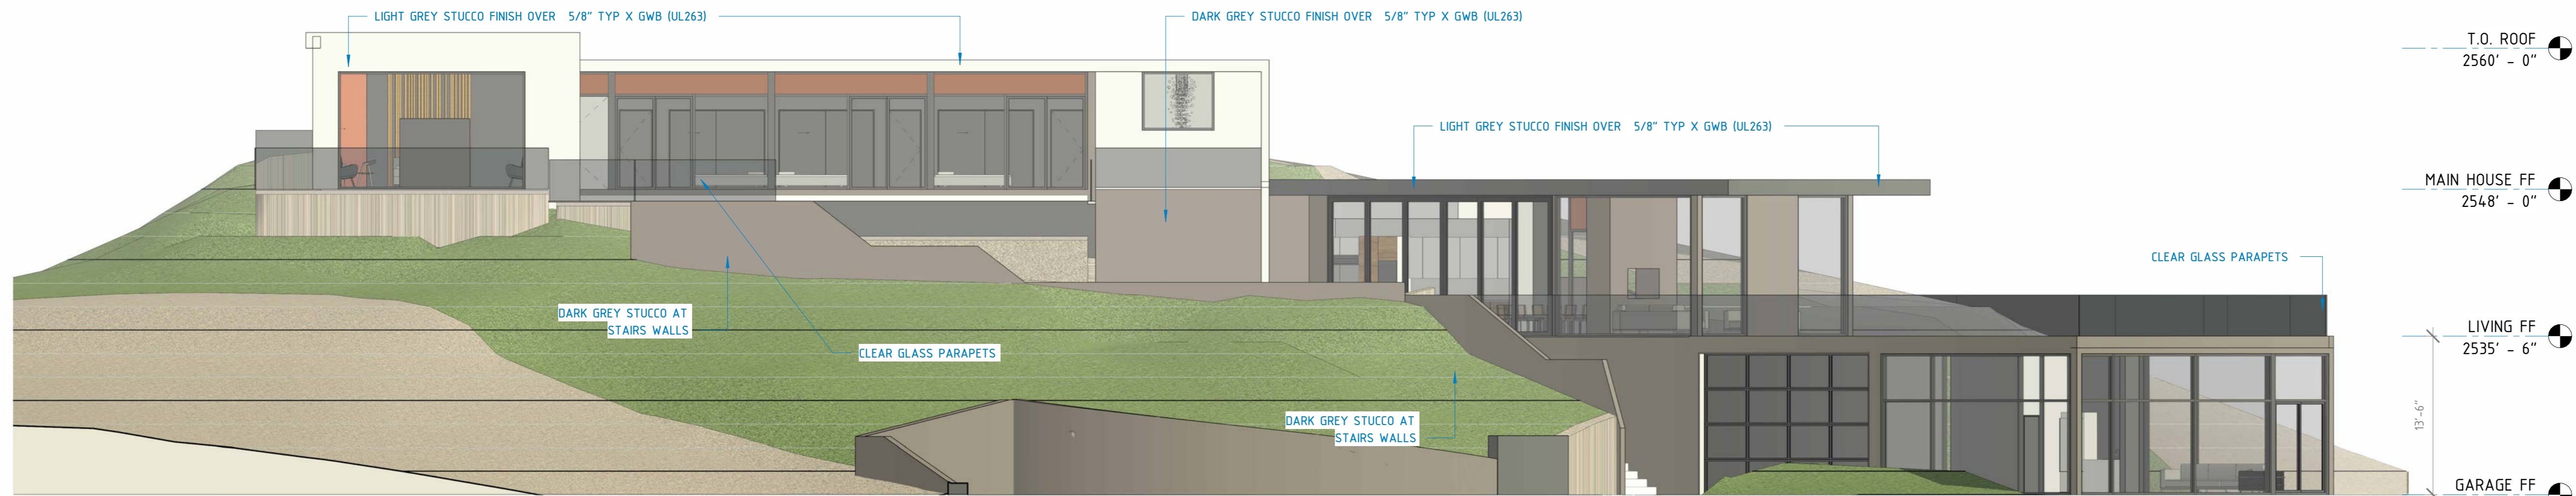 LIGHT GREY STUCCO FINISH OVER 5/8" TYP X GWB (UL263)
DARK GREY STUCCO FINISH OVER 5/8" TYP X GWB (UL263)
T.O. ROOF
2560' - 0"
LIGHT GREY STUCCO FINISH OVER 5/8" TYP X GWB (UL263)
MAIN HOUSE FF
2548' - 0"
CLEAR GLASS PARAPETS
DARK GREY STUCCO AT
STAIRS WALLS
CLEAR GLASS PARAPETS
LIVING FF
2535' - 6"
DARK GREY STUCCO AT
STAIRS WALLS
13'-6"
GARAGE FF